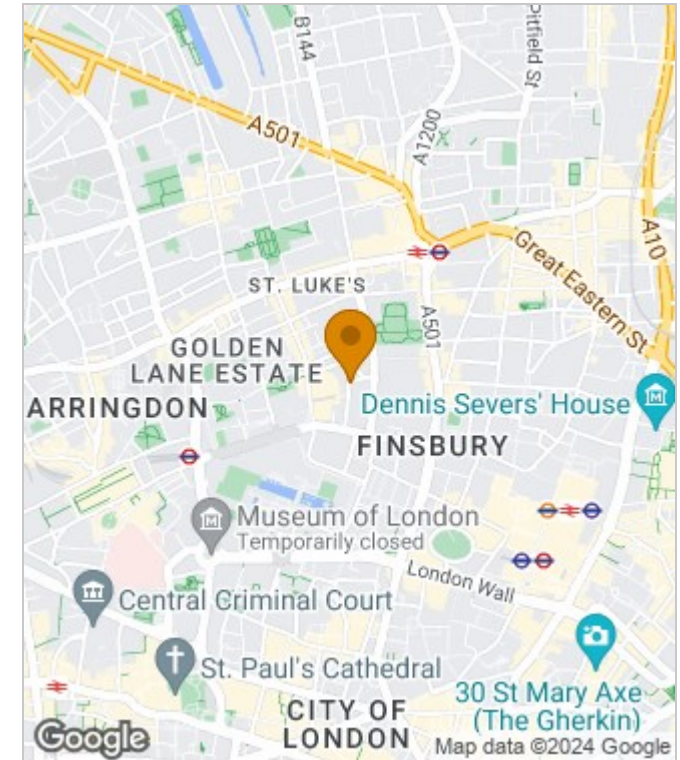 B144
Pitfield St
A501
A1200
A10
Great Eastern St
ST. LUKE'S
A501
GOLDEN
LANE ESTATE
ARRINGDON
Dennis Severs' House
FINSBURY
Museum of London
Temporarily closed
London Wall
Central Criminal Court
St. Paul's Cathedral
30 St Mary Axe
(The Gherkin)
CITY OF
LONDON
Google
Map data ©2024 Google